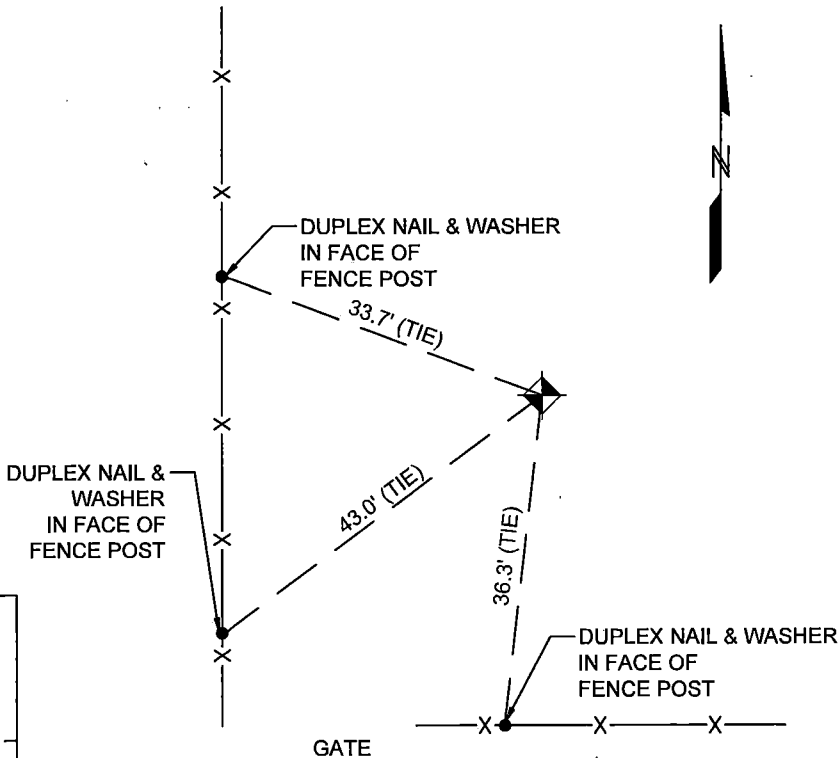 N
DUPLEX NAIL & WASHER
IN FACE OF
FENCE POST
33.7' (TIE)
DUPLEX NAIL &
WASHER
IN FACE OF
FENCE POST
43.0' (TIE)
36.3' (TIE)
DUPLEX NAIL & WASHER
IN FACE OF
FENCE POST
GATE